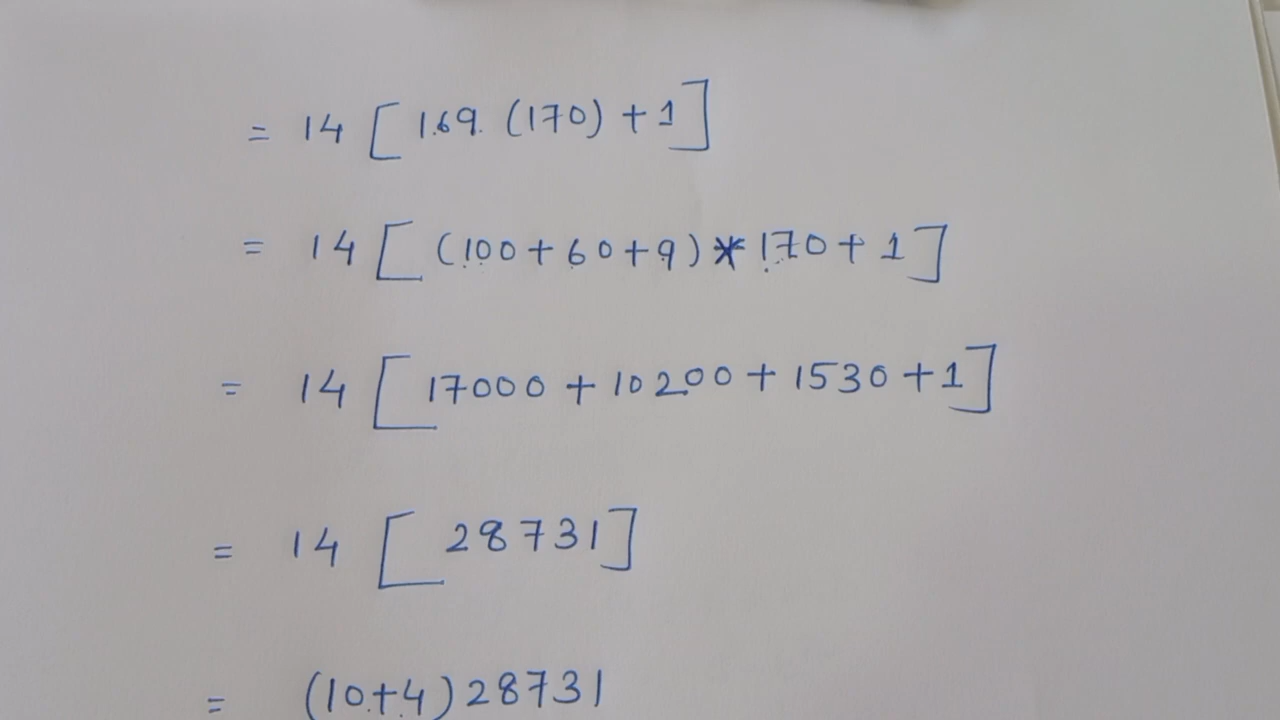 = 14 [ 169 (170) + 1 ]
= 14 [ (100 + 60 + 9) * 170 + 1 ]
= 14 [ 17000 + 10200 + 1530 + 1 ]
= 14 [ 28731 ]
= (10+4) 28731